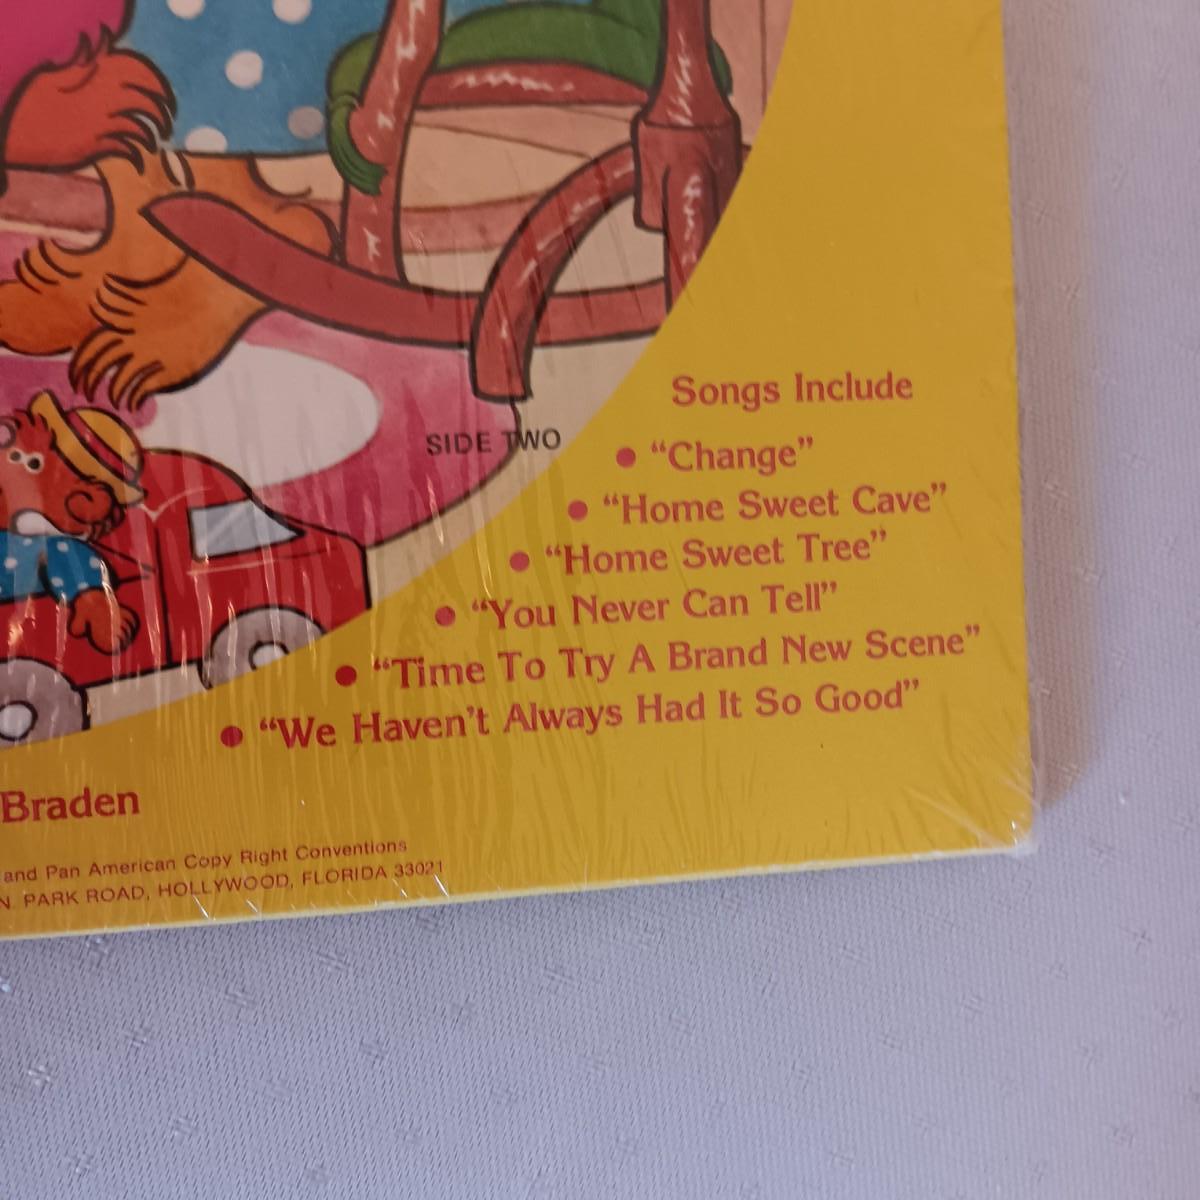 Songs Include
SIDE TWO
• “Change”
• “Home Sweet Cave”
• “Home Sweet Tree”
• “You Never Can Tell”
• “Time To Try A Brand New Scene”
• “We Haven't Always Had It So Good”
Braden
and Pan American Copy Right Conventions
N. PARK ROAD, HOLLYWOOD, FLORIDA 33021